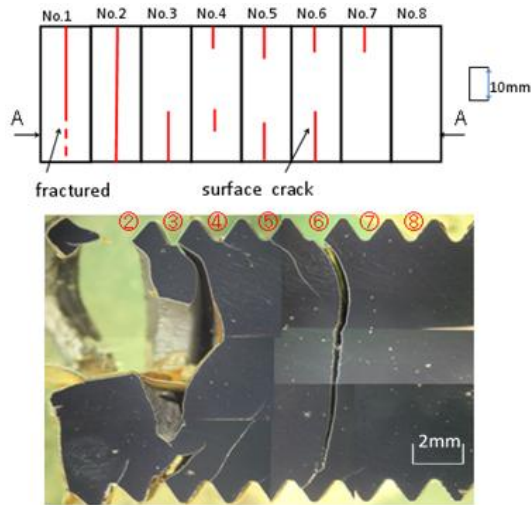 No.1 No.2 No.3 No.4 No.5 No.6 No.7 No.8
10mm
A A
fractured surface crack
② ③ ④ ⑤ ⑥ ⑦ ⑧
2mm